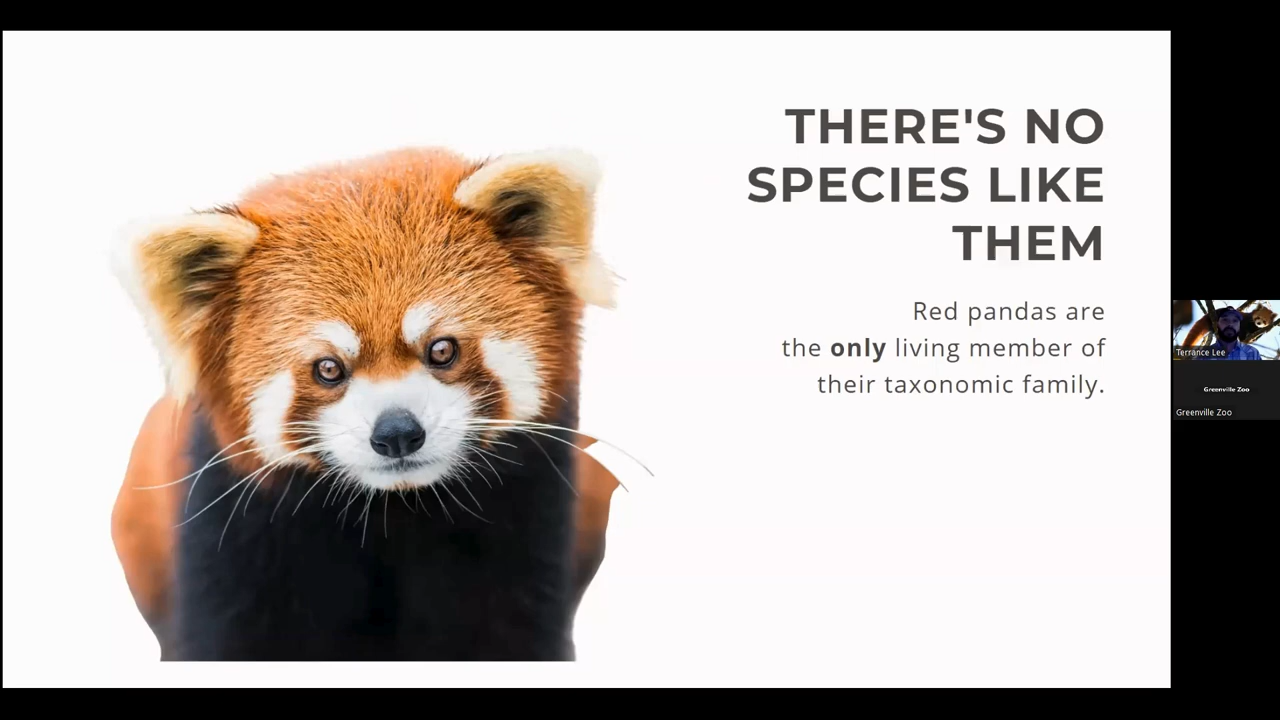 THERE'S NO
SPECIES LIKE
THEM
Red pandas are
the only living member of
their taxonomic family.
Terrance Lee
Greenville Zoo
Greenville Zoo